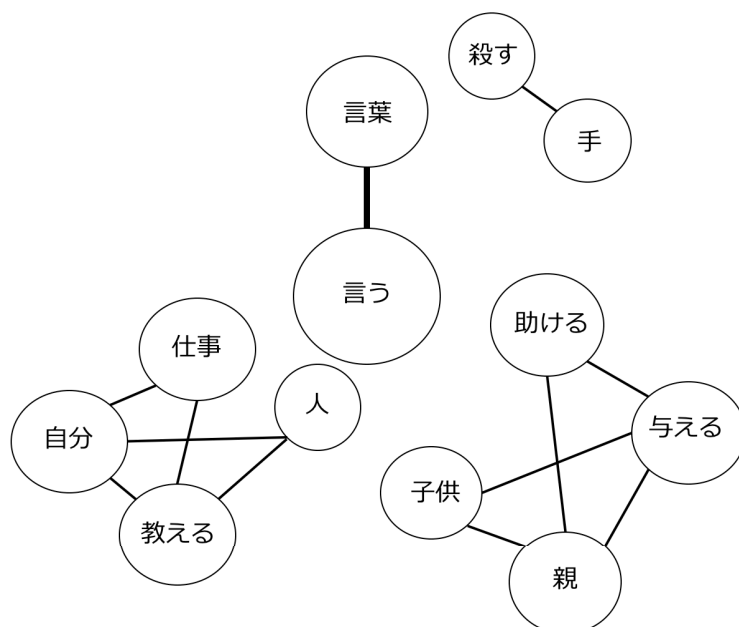 殺す
言葉
手
言う
助ける
仕事
人
与える
自分
子供
教える
親